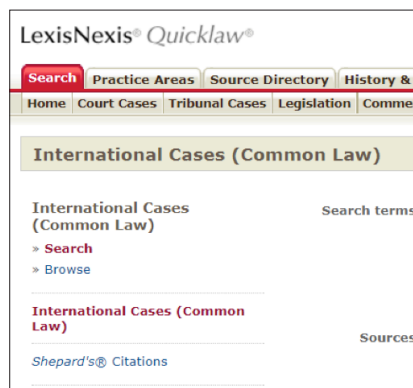 LexisNexis® Quicklaw®
Search Practice Areas Source Directory History &
Home Court Cases Tribunal Cases Legislation Comme
International Cases (Common Law)
International Cases
(Common Law)
Search terms
» Search
» Browse
International Cases (Common
Law)
Sources
Shepard's® Citations